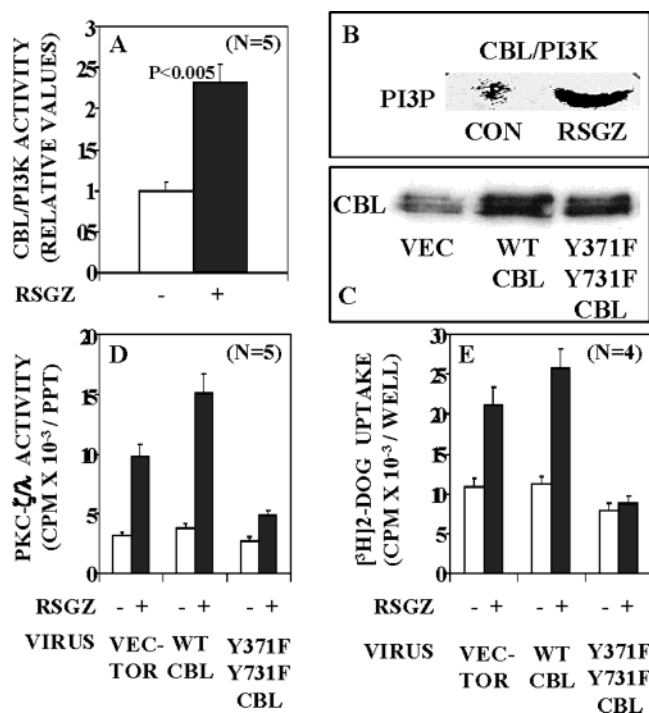 A
(N=5)
CBL/PI3K ACTIVITY
(RELATIVE VALUES)
3
25
2
15
1
05
0
P<0.005
RSGZ - +
B
CBL/PI3K
PI3P
CON RSGZ
CBL
VEC WT Y371F
CBL Y731F
C CBL
D
(N=5)
PKC-ζ/λ ACTIVITY
(CPM X 10⁻³ / PPT)
20
15
10
5
0
RSGZ - + - + - +
VIRUS VEC- WT Y371F
TOR CBL Y731F
CBL
E
(N=4)
[³H]2-DOG UPTAKE
(CPM X 10⁻³ / WELL)
30
25
20
15
10
5
0
RSGZ - + - + - +
VIRUS VEC- WT Y371F
TOR CBL Y731F
CBL